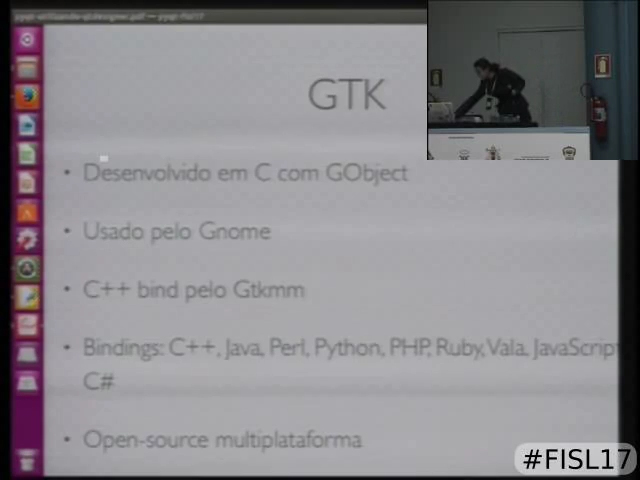 GTK
• Desenvolvido em C com GObject
• Usado pelo Gnome
• C++ bind pelo Gtkmm
• Bindings: C++, Java, Perl, Python, PHP, Ruby, Vala, JavaScript
C#
• Open-source multiplataforma
#FISL17